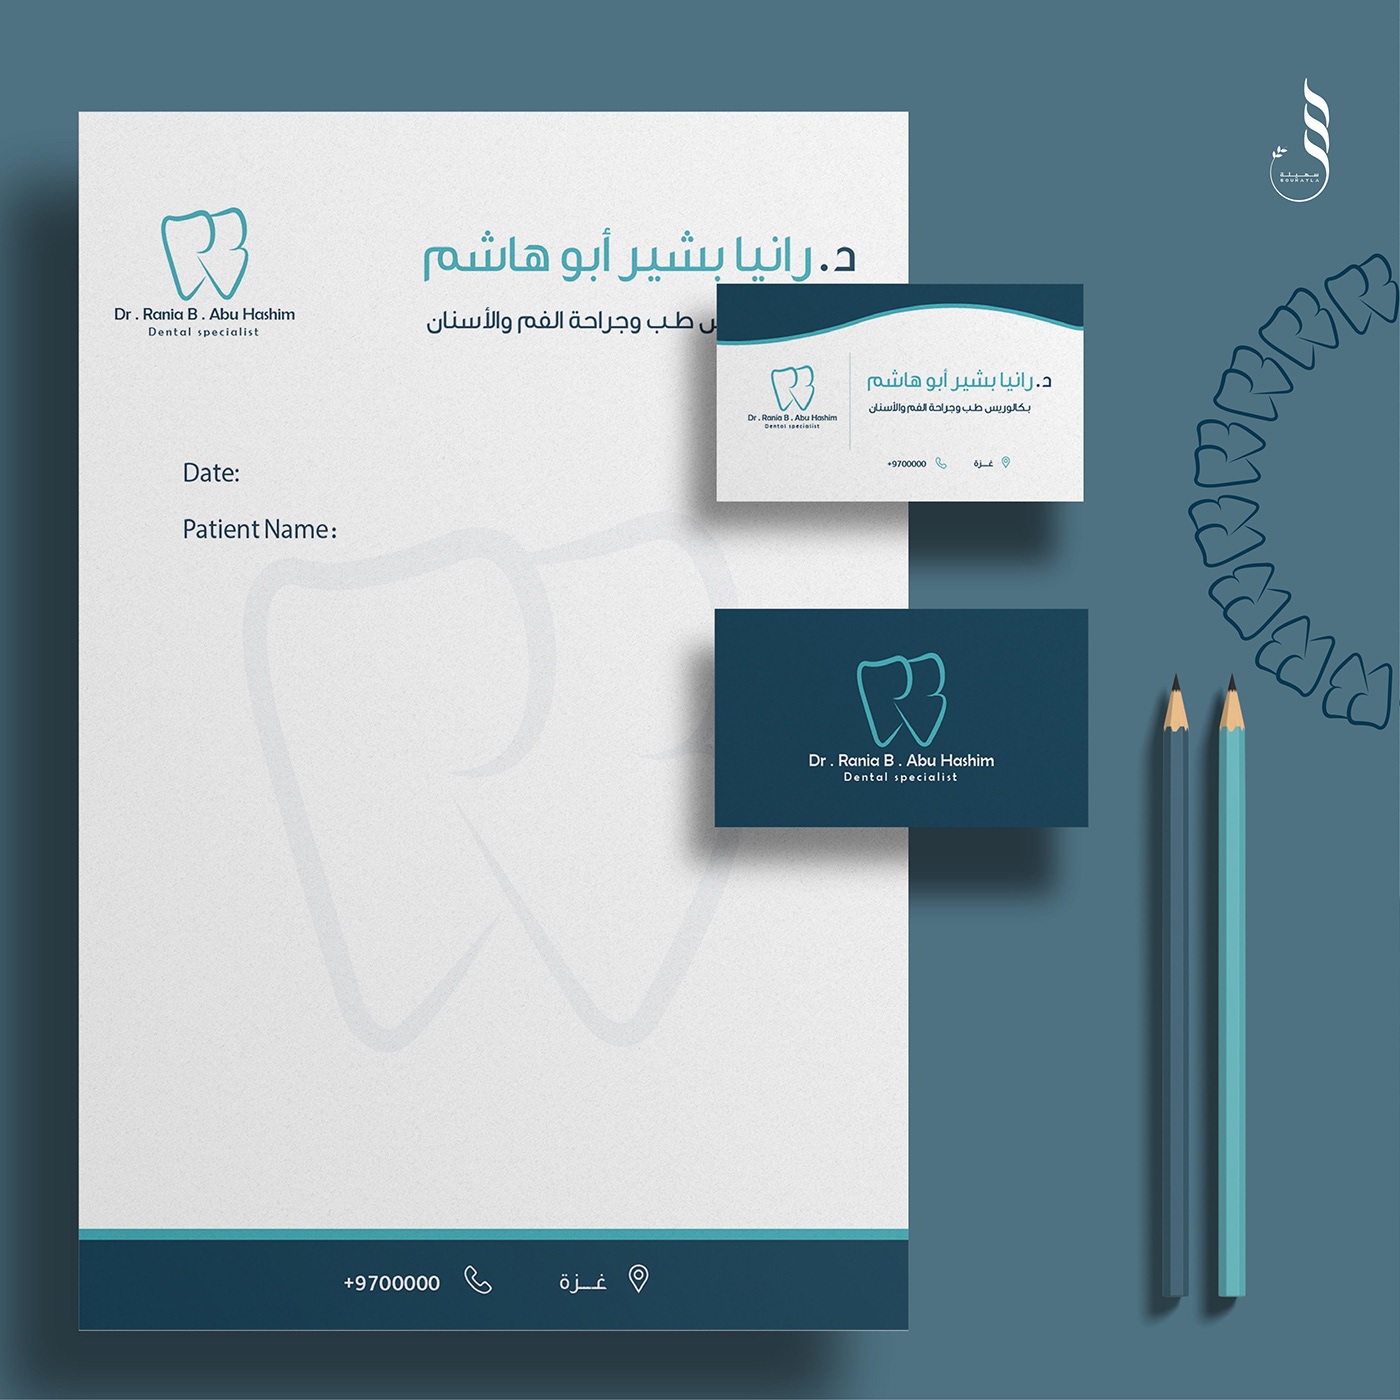 Dr . Rania B . Abu Hashim
Dental specialist
د. رانيا بشير أبو هاشم
طب وجراحة الفم والأسنان
Date:
Patient Name:
+9700000
غـــزة
د. رانيا بشير أبو هاشم
بكالوريس طب وجراحة الفم والأسنان
Dr . Rania B . Abu Hashim
Dental specialist
+9700000
غـزة
Dr . Rania B . Abu Hashim
Dental specialist
سهيلة
SOUHAYLA